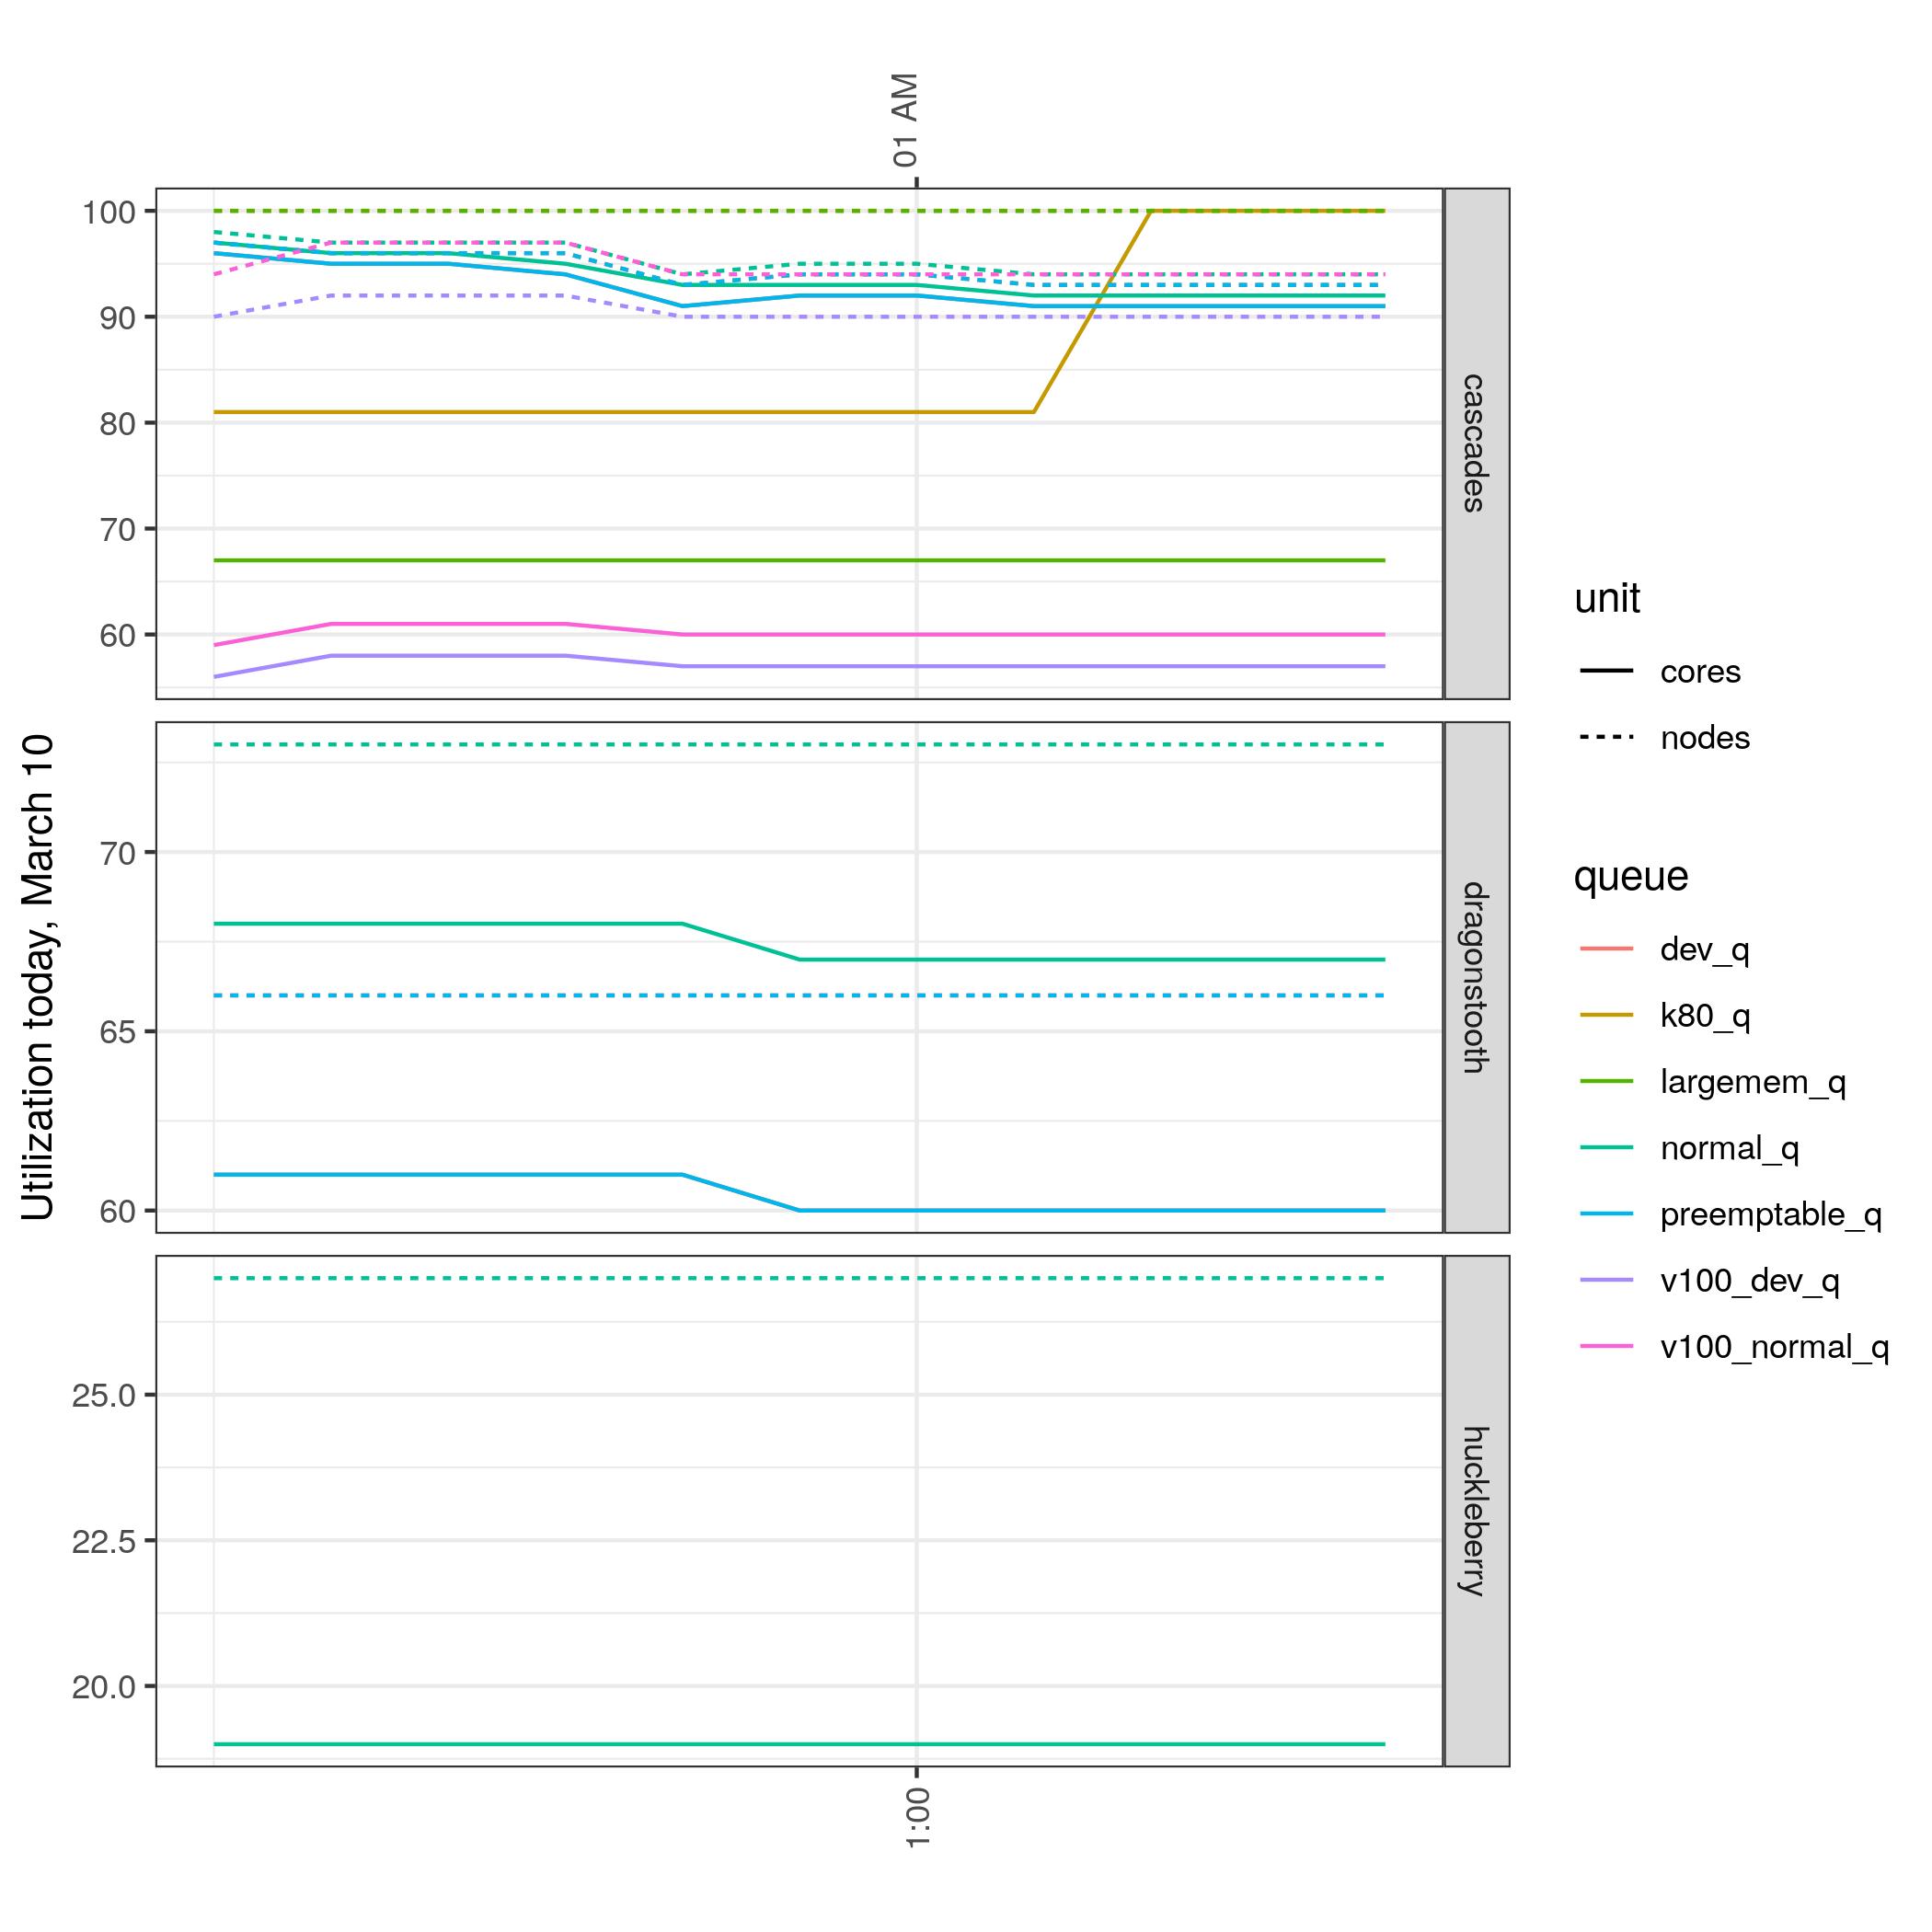 01 AM
Utilization today, March 10
100
90
80
70
60
cascades
70
65
60
dragonstooth
25.0
22.5
20.0
huckleberry
1:00
unit
cores
nodes
queue
dev_q
k80_q
largemem_q
normal_q
preemptable_q
v100_dev_q
v100_normal_q